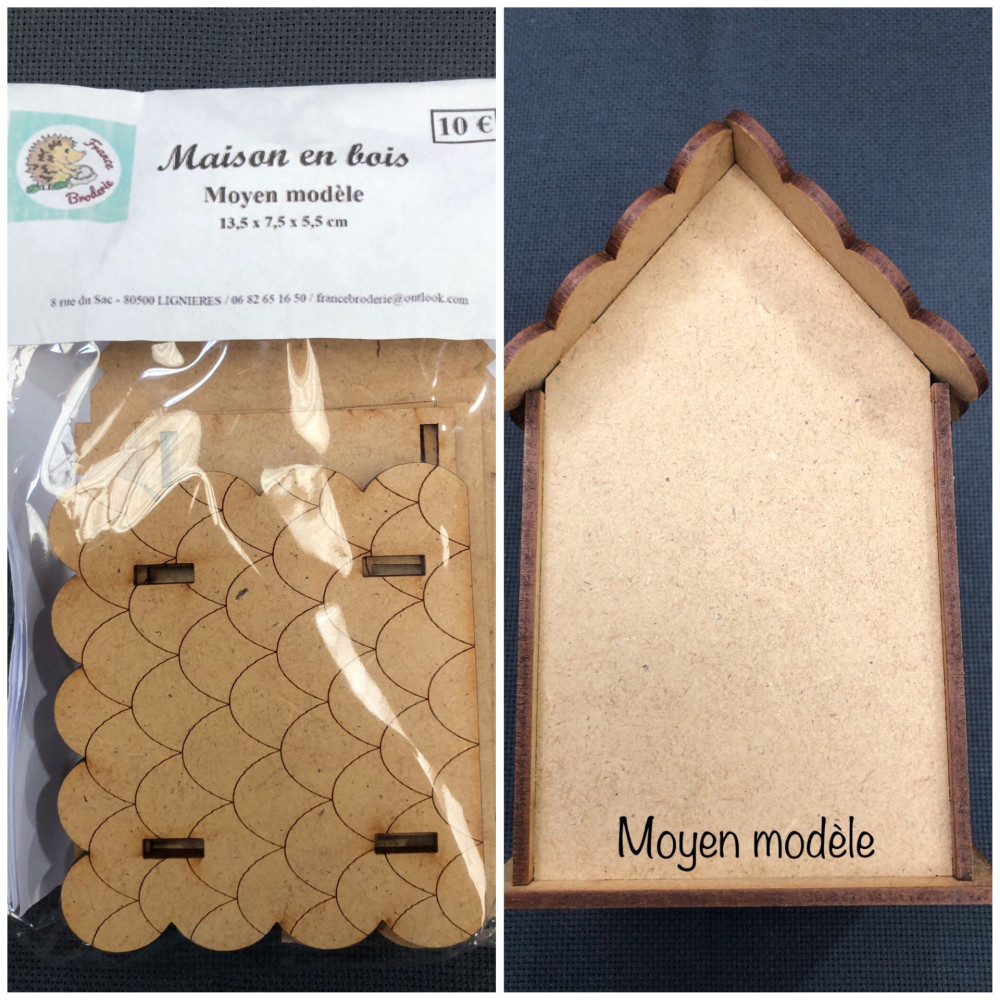 10 €
France
Broderie
Maison en bois
Moyen modèle
13,5 x 7,5 x 5,5 cm
8 rue du Sac - 80500 LIGNIERES / 06 82 65 16 50 / francebroderie@outlook.com
Moyen modèle